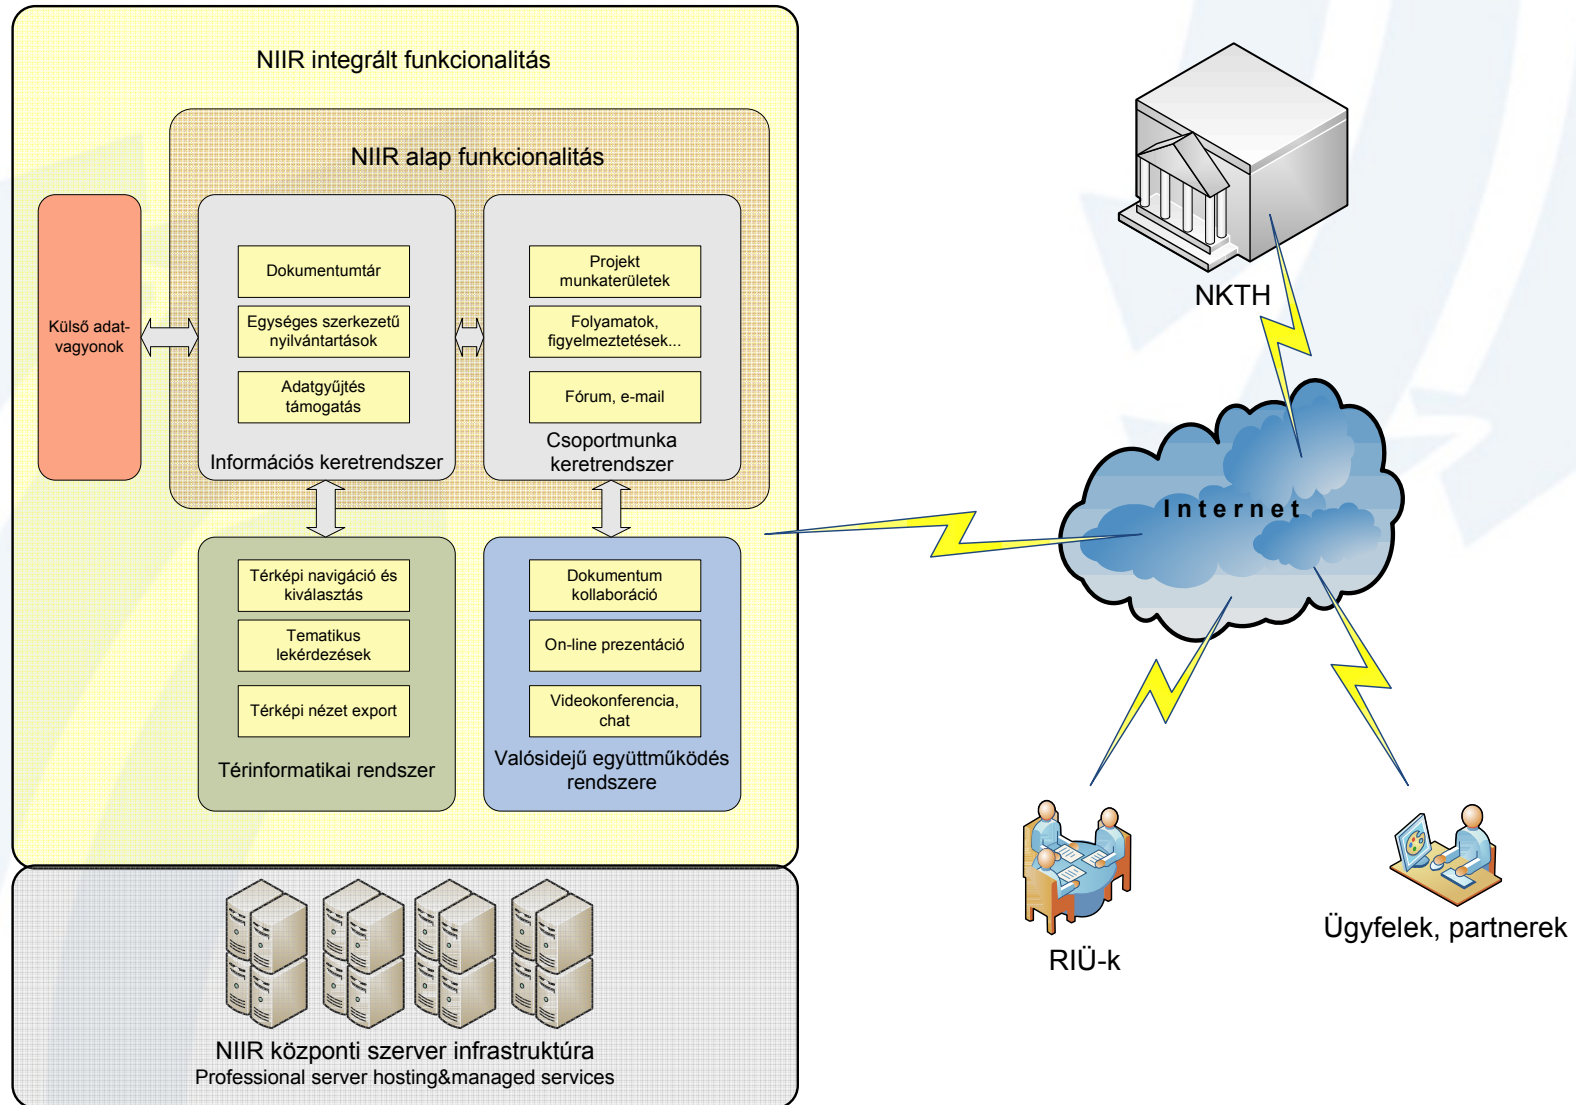 NIIR integrált funkcionalitás
NIIR alap funkcionalitás
Külső adat-
vagyonok
Dokumentumtár
Egységes szerkezetű
nyilvántartások
Adatgyűjtés
támogatás
Információs keretrendszer
Projekt
munkaterületek
Folyamatok,
figyelmeztetések...
Fórum, e-mail
Csoportmunka
keretrendszer
Térképi navigáció és
kiválasztás
Tematikus
lekérdezések
Térképi nézet export
Térinformatikai rendszer
Dokumentum
kollaboráció
On-line prezentáció
Videokonferencia,
chat
Valósidejű együttműködés
rendszere
NIIR központi szerver infrastruktúra
Professional server hosting&managed services
NKTH
Internet
RIÜ-k
Ügyfelek, partnerek